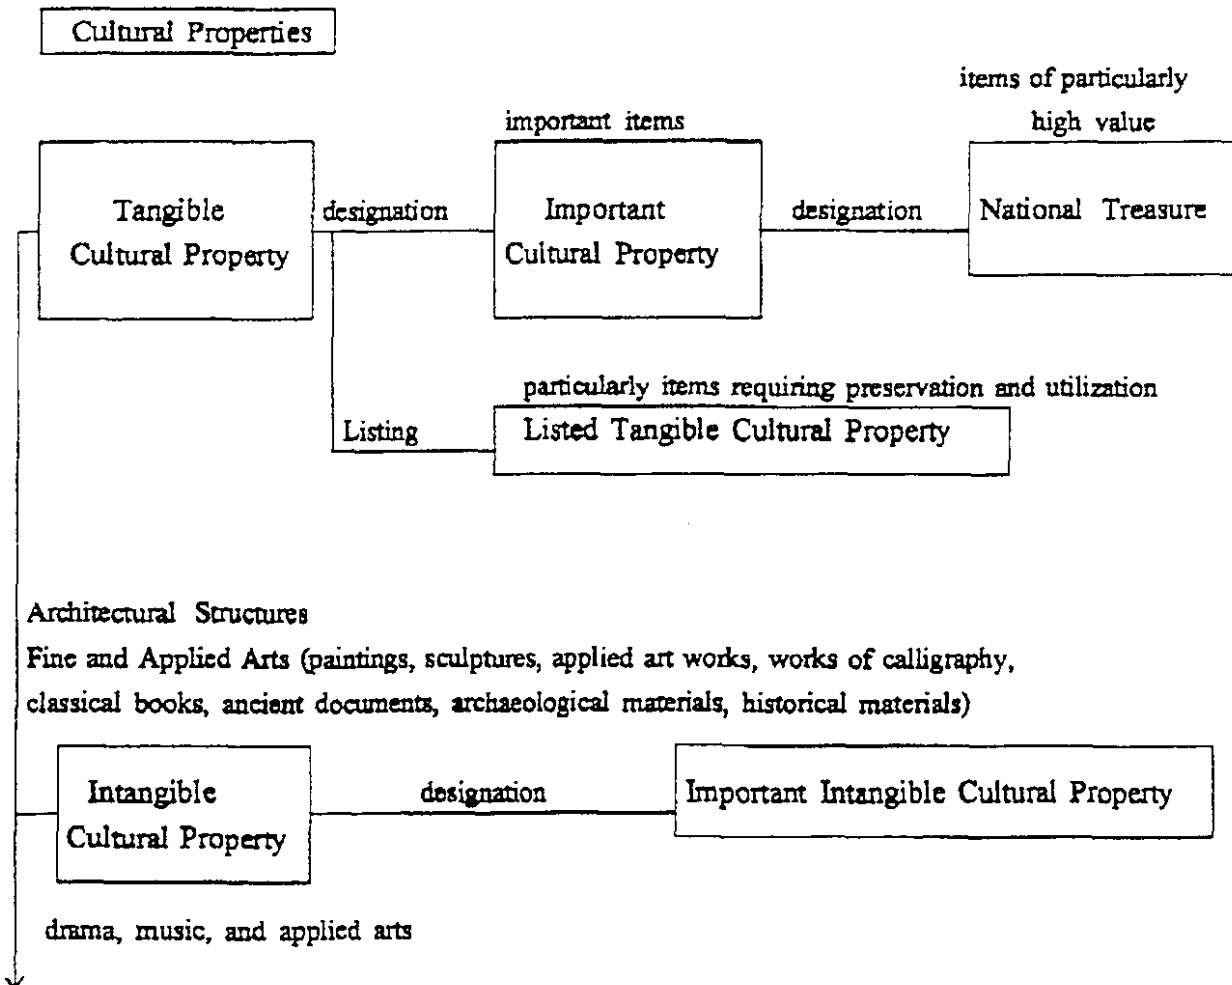 Cultural Properties
items of particularly
high value
important items
Tangible
Cultural Property
designation
Important
Cultural Property
designation
National Treasure
particularly items requiring preservation and utilization
Listing
Listed Tangible Cultural Property
Architectural Structures
Fine and Applied Arts (paintings, sculptures, applied art works, works of calligraphy,
classical books, ancient documents, archaeological materials, historical materials)
Intangible
Cultural Property
designation
Important Intangible Cultural Property
drama, music, and applied arts